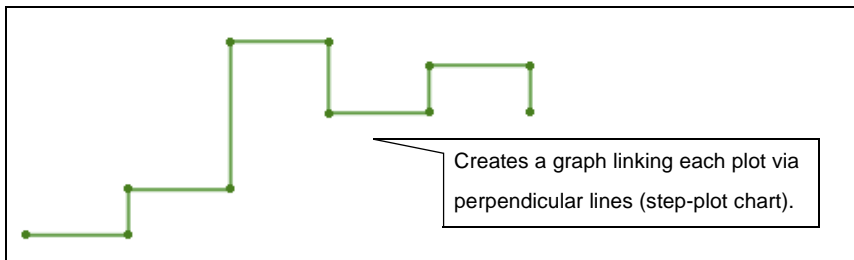 Creates a graph linking each plot via
perpendicular lines (step-plot chart).